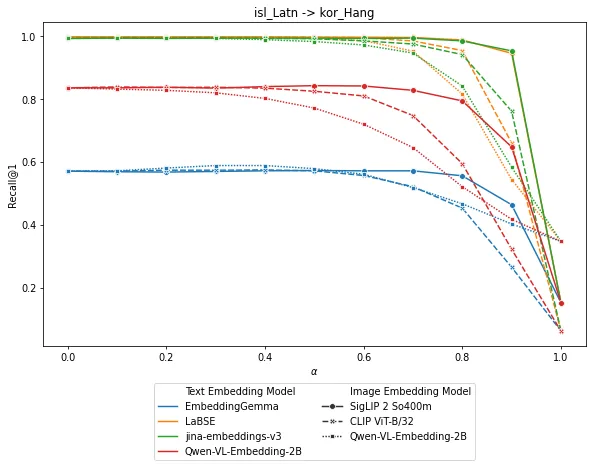 isl_Latn -> kor_Hang
1.0
0.8
0.6
0.4
0.2
Recall@1
0.0 0.2 0.4 0.6 0.8 1.0
α
Text Embedding Model Image Embedding Model
EmbeddingGemma SigLIP 2 So400m
LaBSE CLIP ViT-B/32
jina-embeddings-v3 Qwen-VL-Embedding-2B
Qwen-VL-Embedding-2B